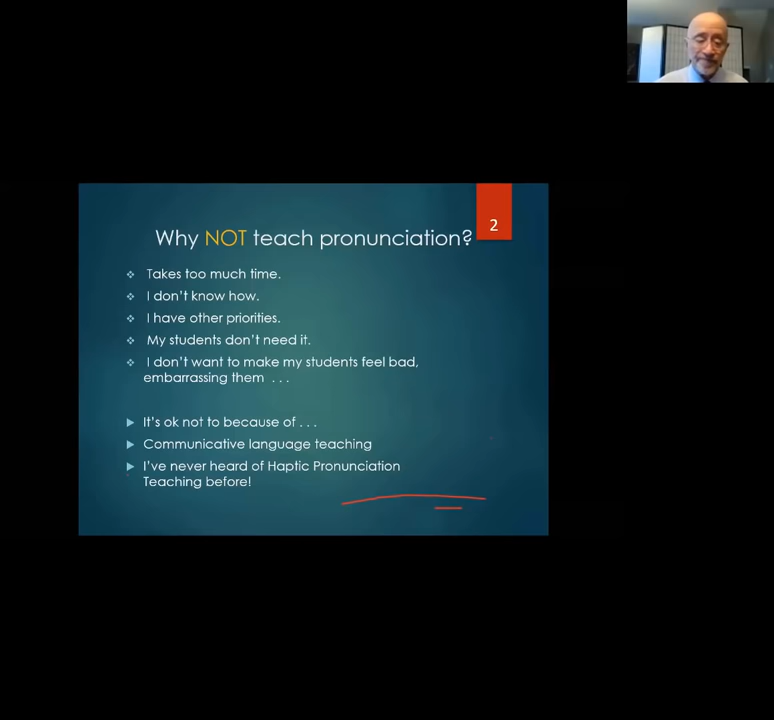 2
Why NOT teach pronunciation?
Takes too much time.
I don't know how.
I have other priorities.
My students don't need it.
I don't want to make my students feel bad,
embarrassing them . . .
It's ok not to because of . . .
Communicative language teaching
I've never heard of Haptic Pronunciation
Teaching before!